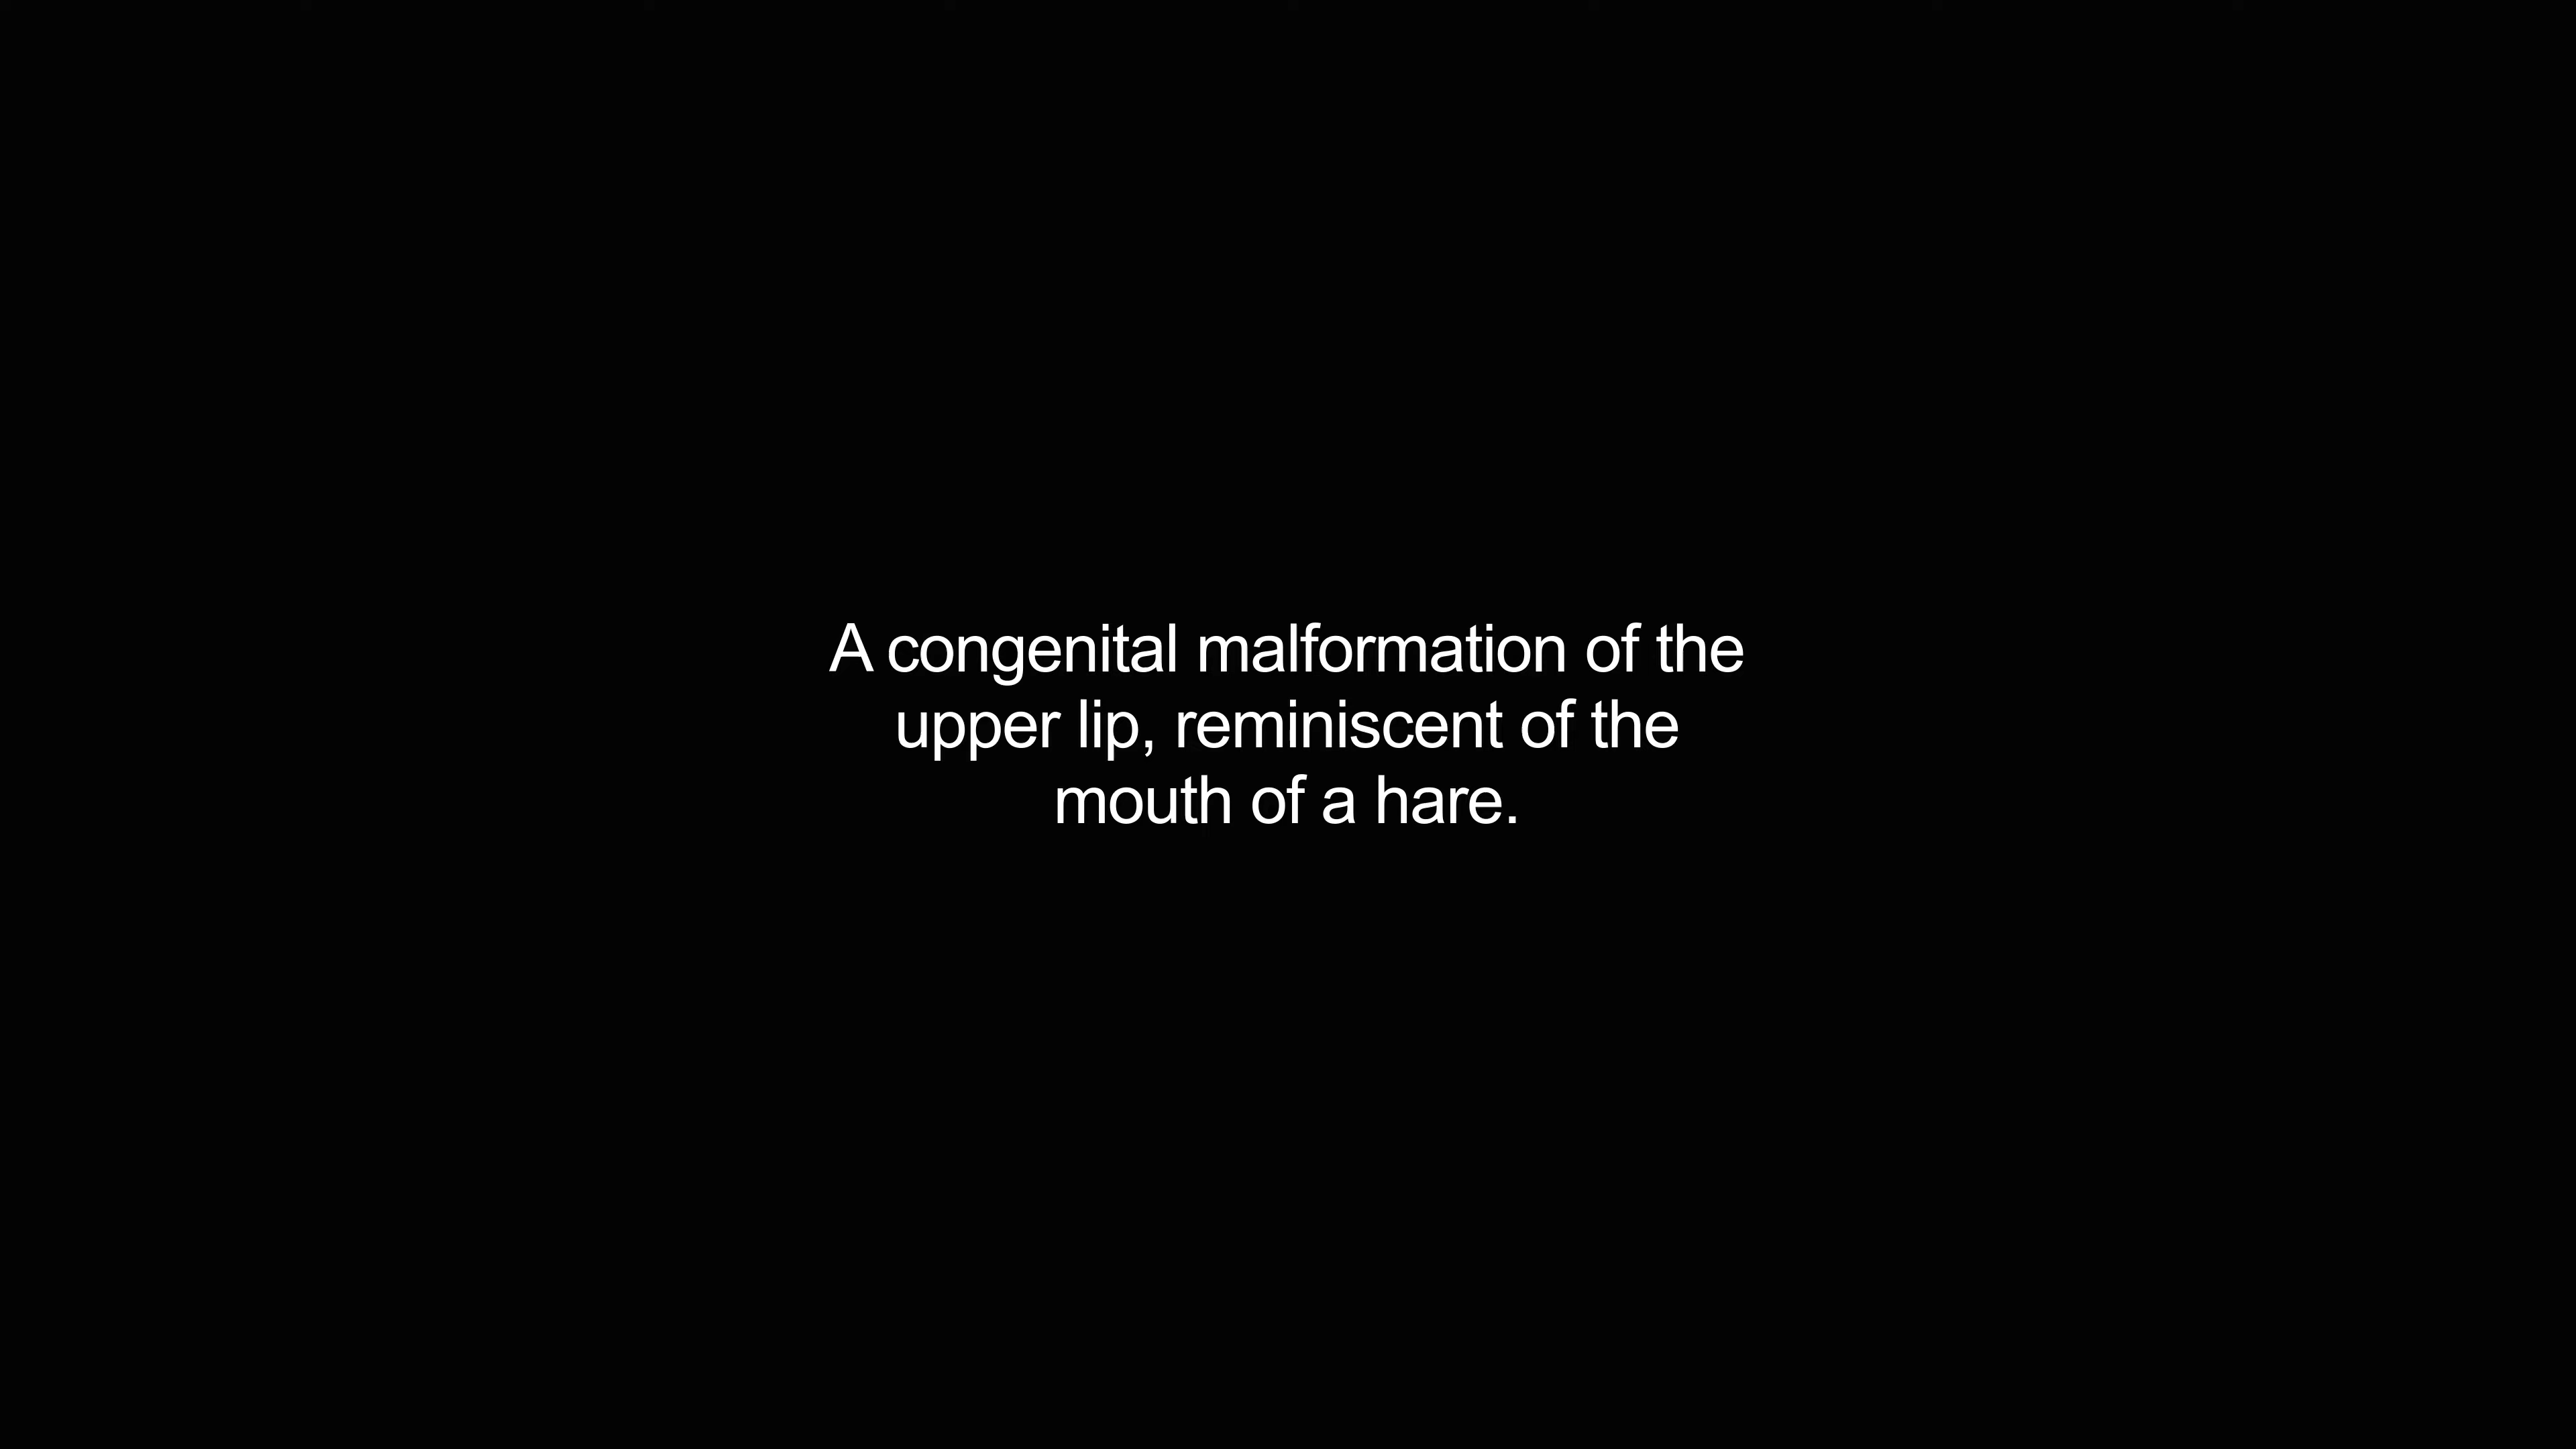 A congenital malformation of the
upper lip, reminiscent of the
mouth of a hare.